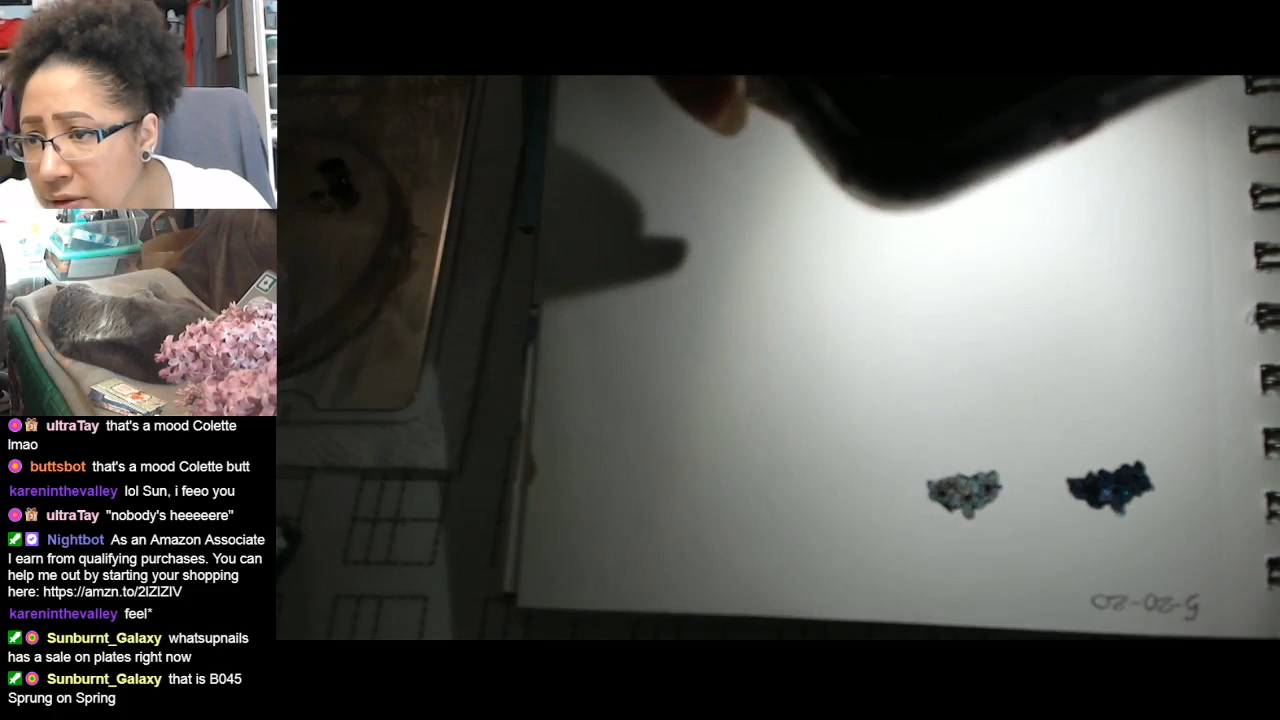 ultraTay that's a mood Colette
lmao
buttsbot that's a mood Colette butt
kareninthevalley lol Sun, i feeo you
ultraTay "nobody's heeeeere"
Nightbot As an Amazon Associate
I earn from qualifying purchases. You can
help me out by starting your shopping
here: https://amzn.to/2IZIZIV
kareninthevalley feel*
Sunburnt_Galaxy whatsupnails
has a sale on plates right now
Sunburnt_Galaxy that is B045
Sprung on Spring
5-20-20